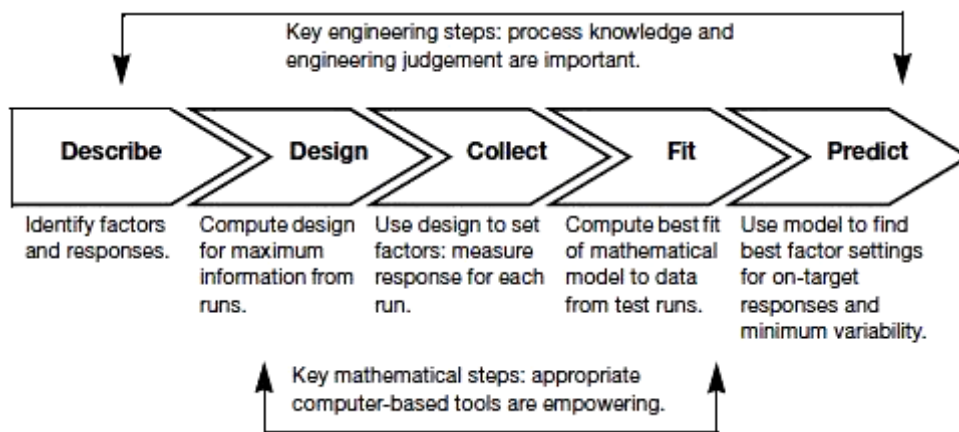 Key engineering steps: process knowledge and
engineering judgement are important.
Describe
Design
Collect
Fit
Predict
Identify factors
and responses.
Compute design
for maximum
information from
runs.
Use design to set
factors: measure
response for each
run.
Compute best fit
of mathematical
model to data
from test runs.
Use model to find
best factor settings
for on-target
responses and
minimum variability.
Key mathematical steps: appropriate
computer-based tools are empowering.